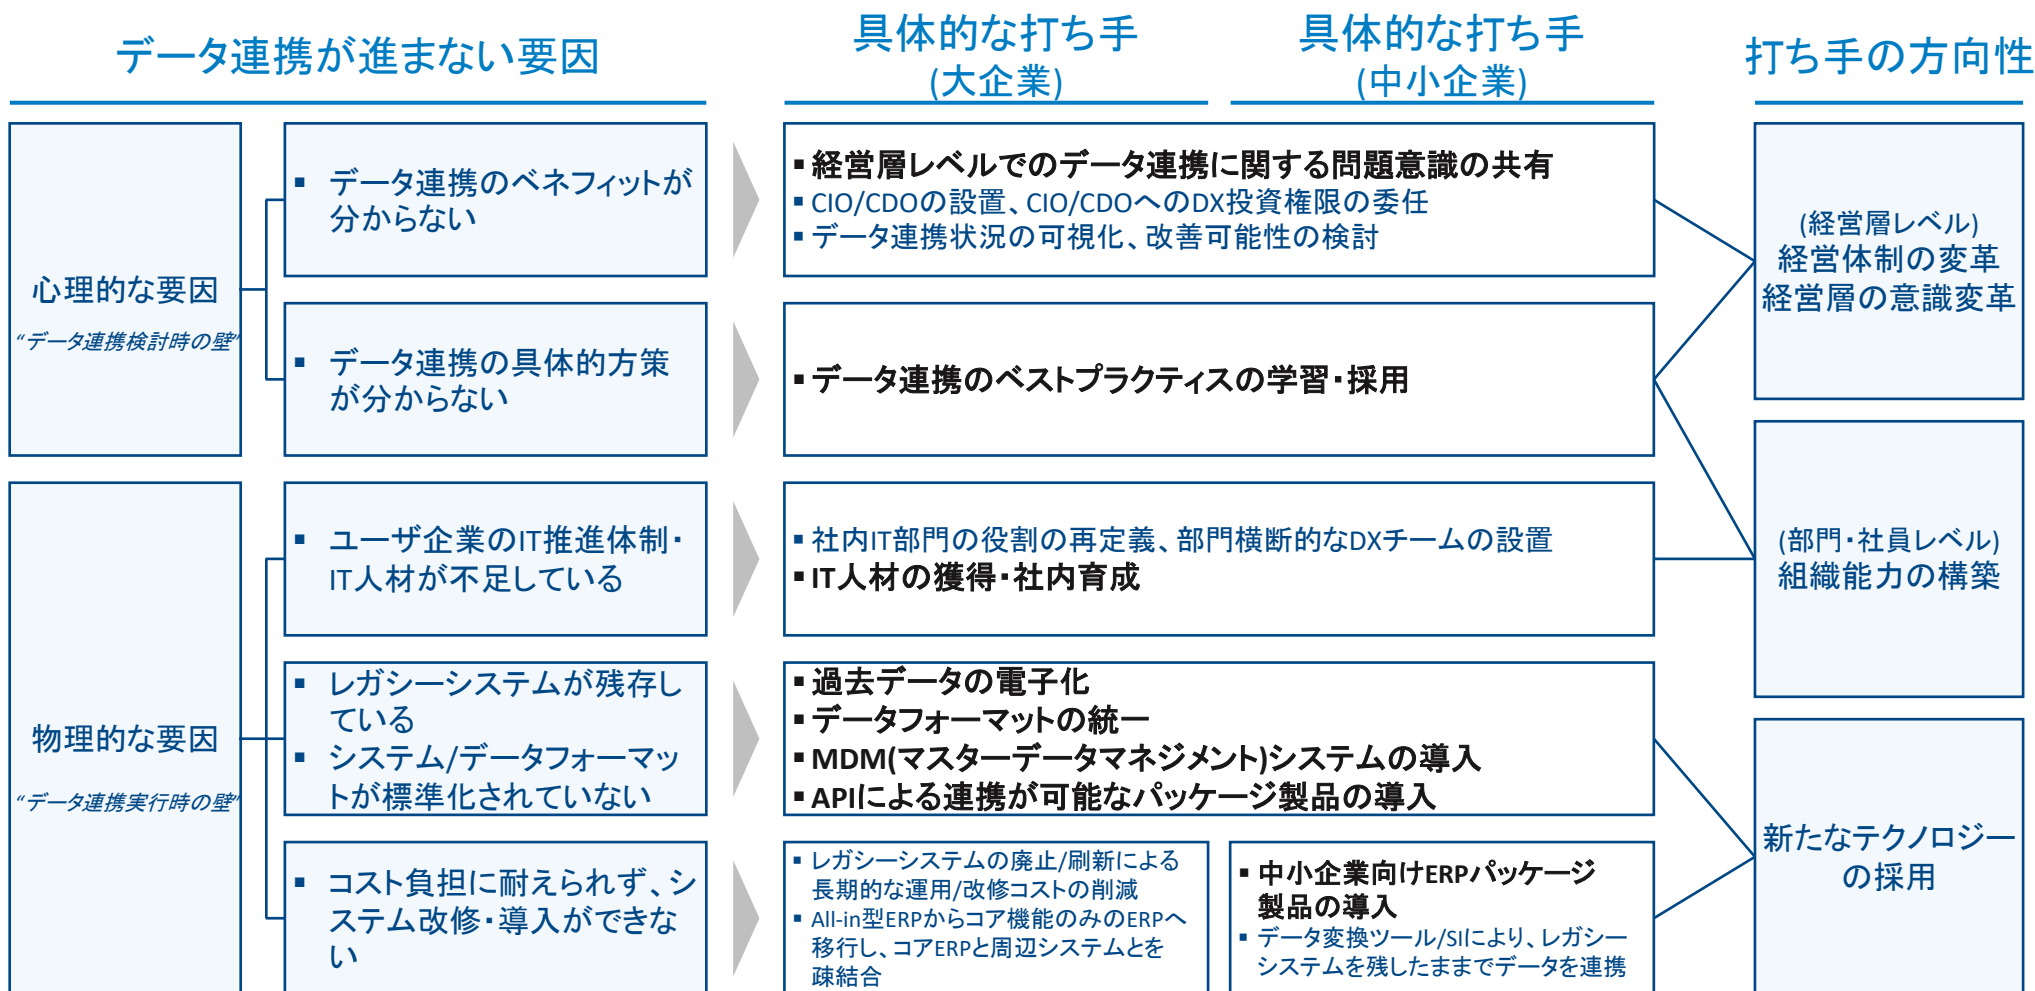 データ連携が進まない要因
具体的な打ち手
(大企業)
具体的な打ち手
(中小企業)
打ち手の方向性
心理的な要因
“データ連携検討時の壁”
▪ データ連携のベネフィットが
分からない
▪ 経営層レベルでのデータ連携に関する問題意識の共有
▪ CIO/CDOの設置、CIO/CDOへのDX投資権限の委任
▪ データ連携状況の可視化、改善可能性の検討
▪ データ連携の具体的方策
が分からない
▪ データ連携のベストプラクティスの学習・採用
(経営層レベル)
経営体制の変革
経営層の意識変革
物理的な要因
“データ連携実行時の壁”
▪ ユーザ企業のIT推進体制・
IT人材が不足している
▪ 社内IT部門の役割の再定義、部門横断的なDXチームの設置
▪ IT人材の獲得・社内育成
(部門・社員レベル)
組織能力の構築
▪ レガシーシステムが残存し
ている
▪ システム/データフォーマッ
トが標準化されていない
▪ 過去データの電子化
▪ データフォーマットの統一
▪ MDM(マスターデータマネジメント)システムの導入
▪ APIによる連携が可能なパッケージ製品の導入
▪ コスト負担に耐えられず、シ
ステム改修・導入ができな
い
▪ レガシーシステムの廃止/刷新による
長期的な運用/改修コストの削減
▪ All-in型ERPからコア機能のみのERPへ
移行し、コアERPと周辺システムとを
疎結合
▪ 中小企業向けERPパッケージ
製品の導入
▪ データ変換ツール/SIにより、レガシー
システムを残したままでデータを連携
新たなテクノロジー
の採用